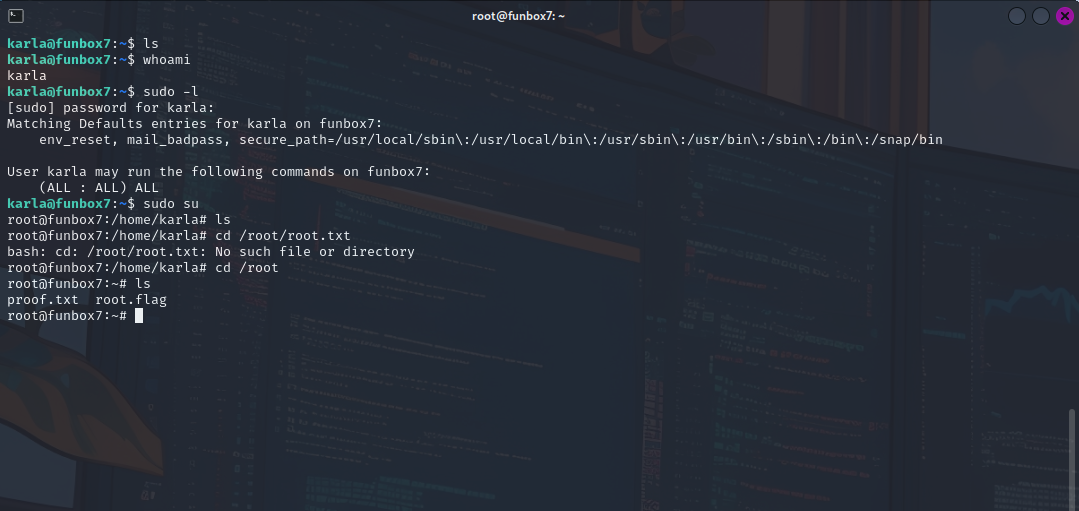 root@funbox7: ~
karla@funbox7:~$ ls
karla@funbox7:~$ whoami
karla
karla@funbox7:~$ sudo -l
[sudo] password for karla:
Matching Defaults entries for karla on funbox7:
    env_reset, mail_badpass, secure_path=/usr/local/sbin\:/usr/local/bin\:/usr/sbin\:/usr/bin\:/sbin\:/bin\:/snap/bin
User karla may run the following commands on funbox7:
    (ALL : ALL) ALL
karla@funbox7:~$ sudo su
root@funbox7:/home/karla# ls
root@funbox7:/home/karla# cd /root/root.txt
bash: cd: /root/root.txt: No such file or directory
root@funbox7:/home/karla# cd /root
root@funbox7:~# ls
proof.txt  root.flag
root@funbox7:~#